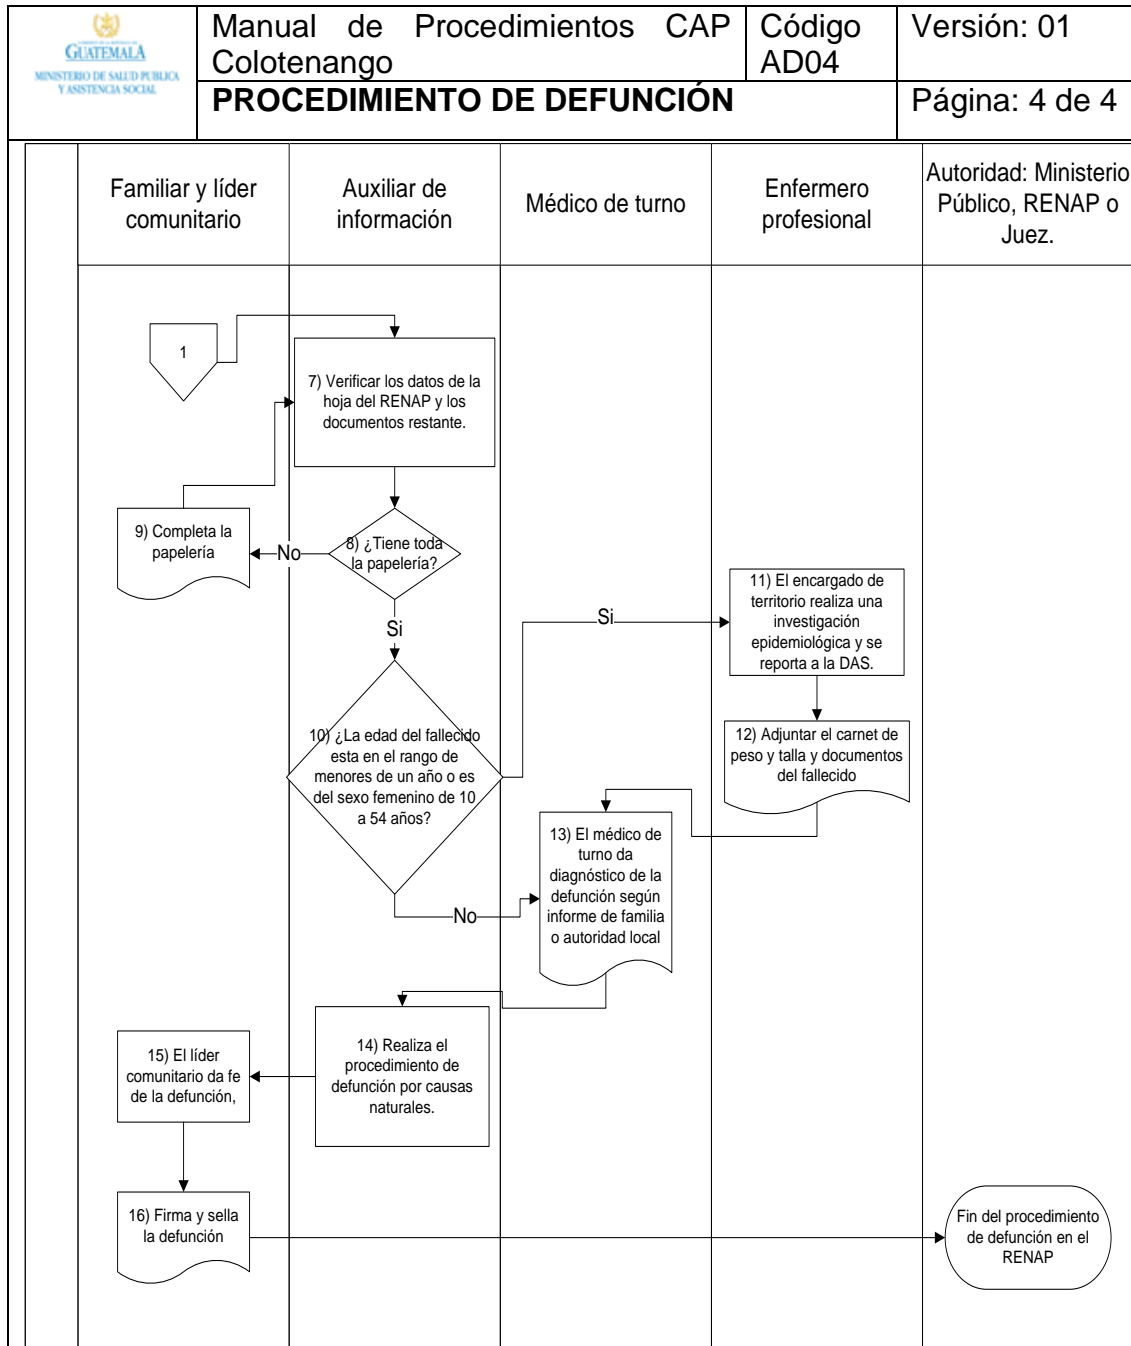 GOBIERNO DE LA REPÚBLICA DE
GUATEMALA
MINISTERIO DE SALUD PUBLICA
Y ASISTENCIA SOCIAL
Manual de Procedimientos CAP
Colotenango
Código
AD04
Versión: 01
PROCEDIMIENTO DE DEFUNCIÓN
Página: 4 de 4
Familiar y líder
comunitario
Auxiliar de
información
Médico de turno
Enfermero
profesional
Autoridad: Ministerio
Público, RENAP o
Juez.
1
7) Verificar los datos de la
hoja del RENAP y los
documentos restante.
9) Completa la
papelería
No
8) ¿Tiene toda
la papelería?
Si
11) El encargado de
territorio realiza una
investigación
epidemiológica y se
reporta a la DAS.
Si
10) ¿La edad del fallecido
esta en el rango de
menores de un año o es
del sexo femenino de 10
a 54 años?
12) Adjuntar el carnet de
peso y talla y documentos
del fallecido
13) El médico de
turno da
diagnóstico de la
defunción según
informe de familia
o autoridad local
No
14) Realiza el
procedimiento de
defunción por causas
naturales.
15) El líder
comunitario da fe
de la defunción,
16) Firma y sella
la defunción
Fin del procedimiento
de defunción en el
RENAP